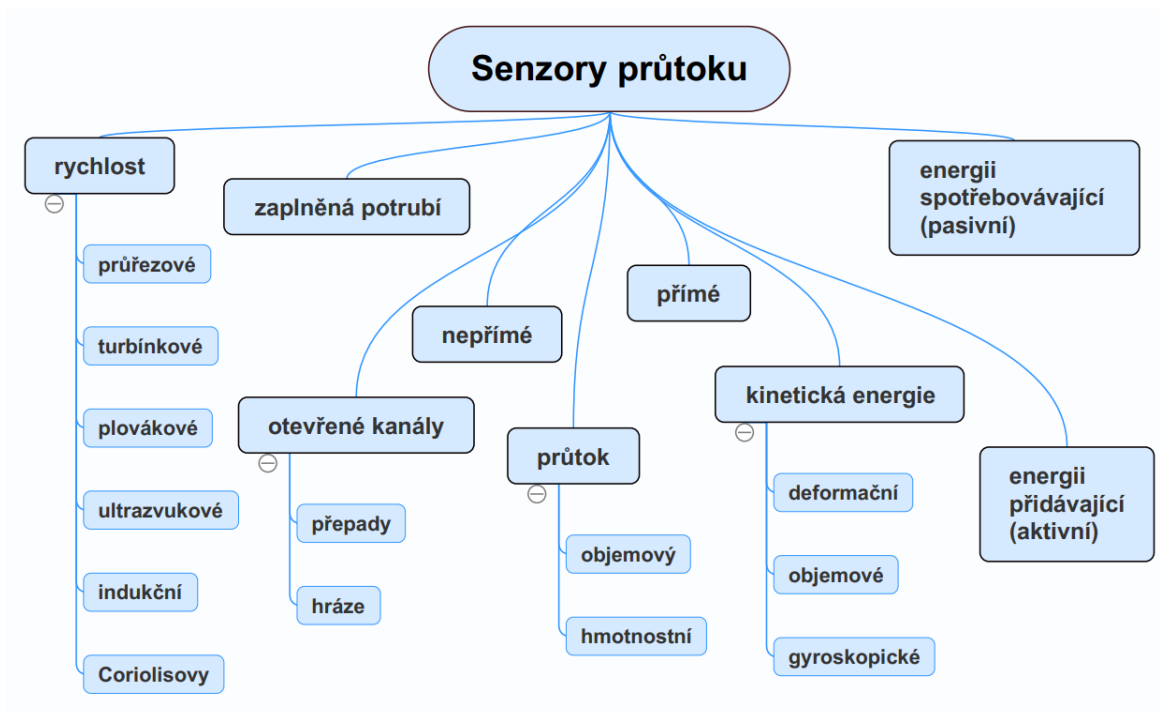 Senzory průtoku
rychlost
průřezové
turbínkové
plovákové
ultrazvukové
indukční
Coriolisovy
zaplněná potrubí
otevřené kanály
přepady
hráze
nepřímé
průtok
objemový
hmotnostní
přímé
kinetická energie
deformační
objemové
gyroskopické
energii
spotřebovávající
(pasivní)
energii
přidávající
(aktivní)